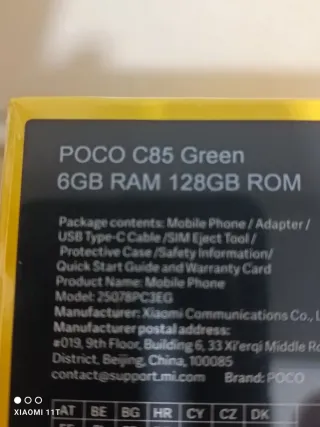 POCO C85 Green
6GB RAM 128GB ROM
Package contents: Mobile Phone / Adapter /
USB Type-C Cable /SIM Eject Tool /
Protective Case /Safety Information/
Quick Start Guide and Warranty Card
Product Name: Mobile Phone
Model: 25078PC3EG
Manufacturer: Xiaomi Communications Co., L
Manufacturer postal address:
#019, 9th Floor, Building 6, 33 Xi'erqi Middle Ro
District, Beijing, China, 100085
contact@support.mi.com Brand: POCO
AT BE BG HR CY CZ DK
XIAOMI 11T